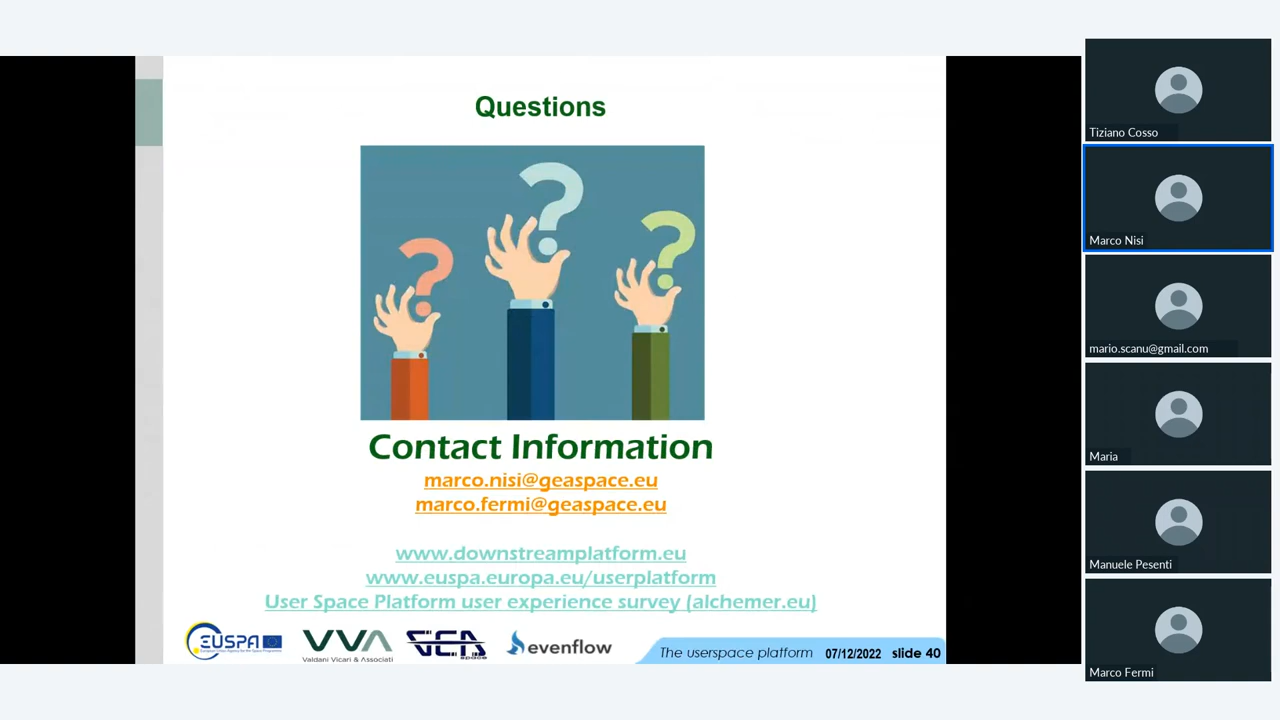 Questions
Contact Information
marco.nisi@geaspace.eu
marco.fermi@geaspace.eu
www.downstreamplatform.eu
www.euspa.europa.eu/userplatform
User Space Platform user experience survey (alchemer.eu)
EUSPA
VVA
Valdani Vicari & Associati
GEA
space
evenflow
The userspace platform 07/12/2022 slide 40
Tiziano Cosso
Marco Nisi
mario.scanu@gmail.com
Maria
Manuele Pesenti
Marco Fermi